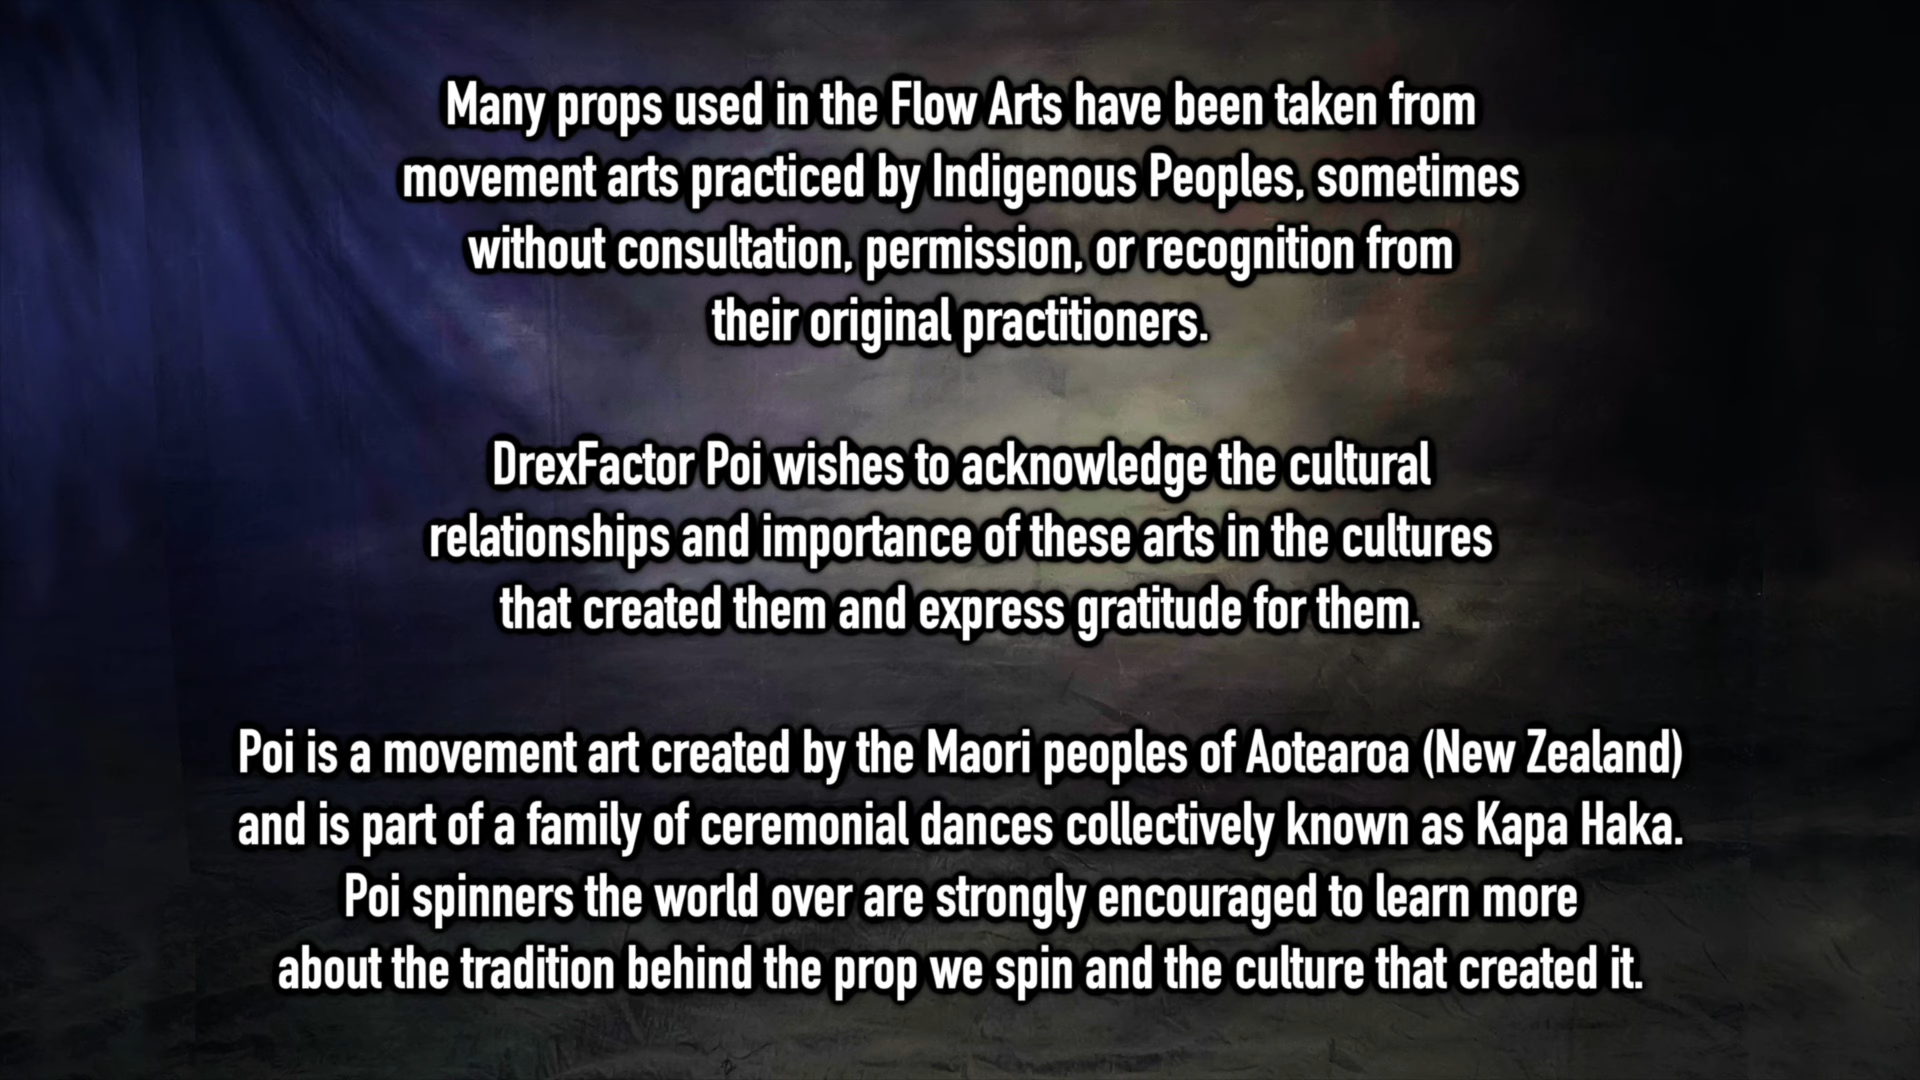 Many props used in the Flow Arts have been taken from
movement arts practiced by Indigenous Peoples, sometimes
without consultation, permission, or recognition from
their original practitioners.
DrexFactor Poi wishes to acknowledge the cultural
relationships and importance of these arts in the cultures
that created them and express gratitude for them.
Poi is a movement art created by the Maori peoples of Aotearoa (New Zealand)
and is part of a family of ceremonial dances collectively known as Kapa Haka.
Poi spinners the world over are strongly encouraged to learn more
about the tradition behind the prop we spin and the culture that created it.